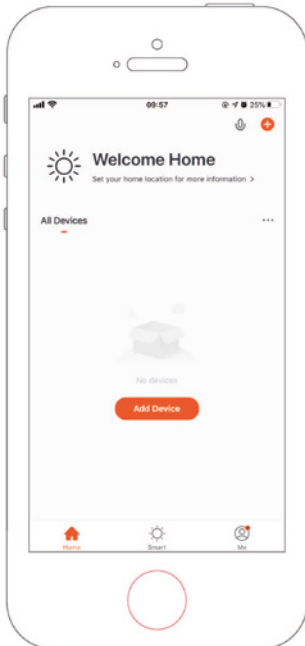 09:57
25%
Welcome Home
Set your home location for more information >
All Devices
...
No devices
Add Device
Home
Smart
Me